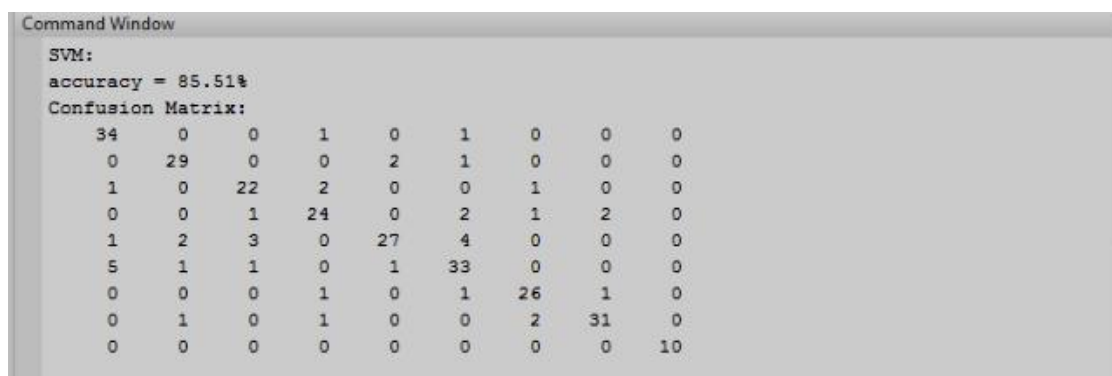 Command Window
SVM:
accuracy = 85.51%
Confusion Matrix:
34 0 0 1 0 1 0 0 0
0 29 0 0 2 1 0 0 0
1 0 22 2 0 0 1 0 0
0 0 1 24 0 2 1 2 0
1 2 3 0 27 4 0 0 0
5 1 1 0 1 33 0 0 0
0 0 0 1 0 1 26 1 0
0 1 0 1 0 0 2 31 0
0 0 0 0 0 0 0 0 10